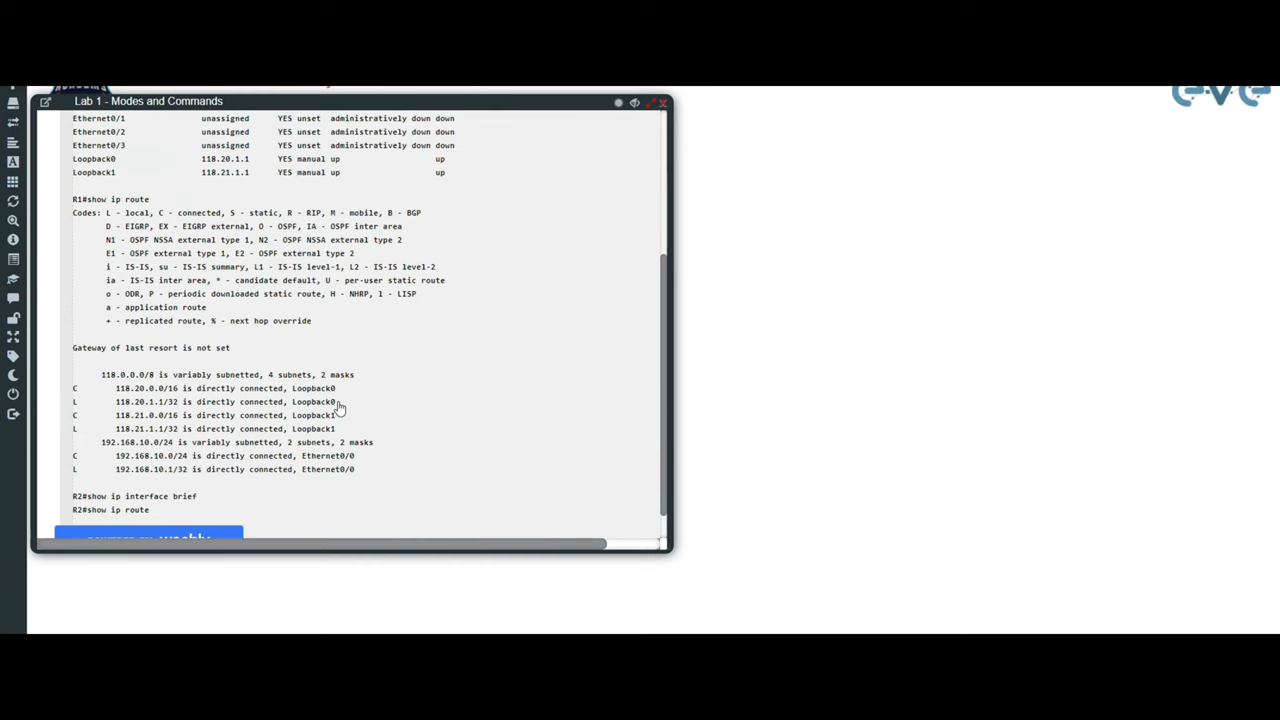 Lab 1 - Modes and Commands
Ethernet0/1 unassigned YES unset administratively down down
Ethernet0/2 unassigned YES unset administratively down down
Ethernet0/3 unassigned YES unset administratively down down
Loopback0 118.20.1.1 YES manual up up
Loopback1 118.21.1.1 YES manual up up
R1#show ip route
Codes: L - local, C - connected, S - static, R - RIP, M - mobile, B - BGP
D - EIGRP, EX - EIGRP external, O - OSPF, IA - OSPF inter area
N1 - OSPF NSSA external type 1, N2 - OSPF NSSA external type 2
E1 - OSPF external type 1, E2 - OSPF external type 2
i - IS-IS, su - IS-IS summary, L1 - IS-IS level-1, L2 - IS-IS level-2
ia - IS-IS inter area, * - candidate default, U - per-user static route
o - ODR, P - periodic downloaded static route, H - NHRP, l - LISP
a - application route
+ - replicated route, % - next hop override
Gateway of last resort is not set
118.0.0.0/8 is variably subnetted, 4 subnets, 2 masks
C 118.20.0.0/16 is directly connected, Loopback0
L 118.20.1.1/32 is directly connected, Loopback0
C 118.21.0.0/16 is directly connected, Loopback1
L 118.21.1.1/32 is directly connected, Loopback1
192.168.10.0/24 is variably subnetted, 2 subnets, 2 masks
C 192.168.10.0/24 is directly connected, Ethernet0/0
L 192.168.10.1/32 is directly connected, Ethernet0/0
R2#show ip interface brief
R2#show ip route